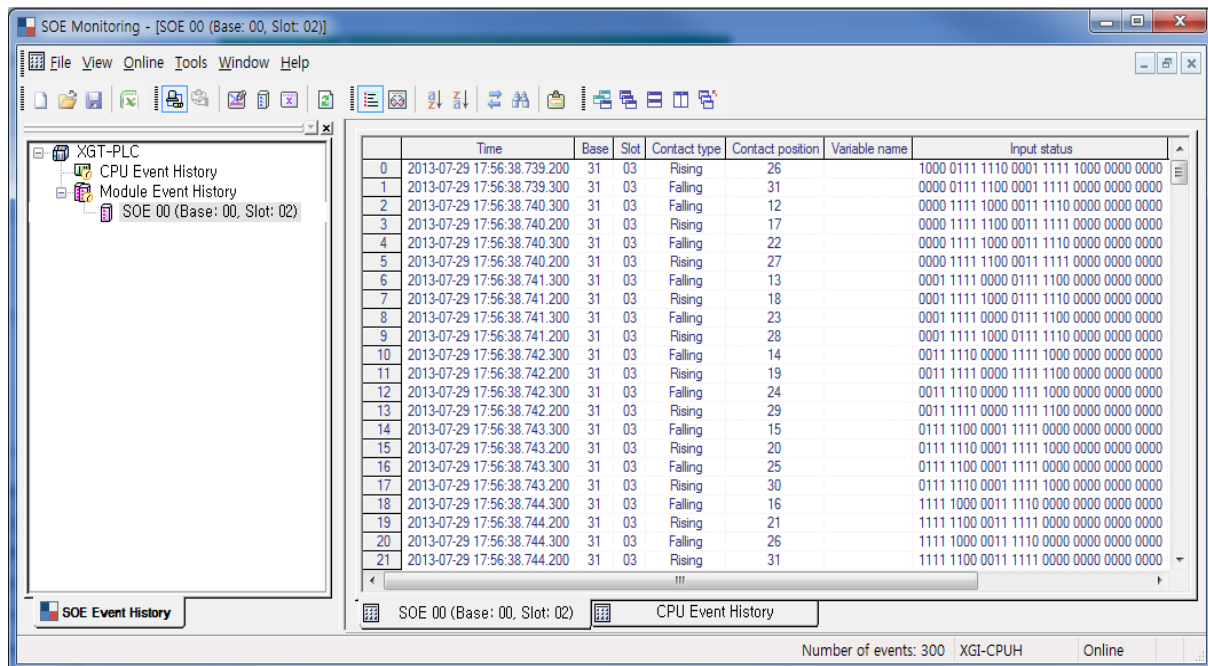 SOE Monitoring - [SOE 00 (Base: 00, Slot: 02)]
File View Online Tools Window Help
XGT-PLC
CPU Event History
Module Event History
SOE 00 (Base: 00, Slot: 02)
SOE Event History
Time Base Slot Contact type Contact position Variable name Input status
0 2013-07-29 17:56:38.739.200 31 03 Rising 26 1000 0111 1110 0001 1111 1000 0000 0000
1 2013-07-29 17:56:38.739.300 31 03 Falling 31 0000 0111 1100 0001 1111 0000 0000 0000
2 2013-07-29 17:56:38.740.300 31 03 Falling 12 0000 1111 1000 0011 1110 0000 0000 0000
3 2013-07-29 17:56:38.740.200 31 03 Rising 17 0000 1111 1100 0011 1111 0000 0000 0000
4 2013-07-29 17:56:38.740.300 31 03 Falling 22 0000 1111 1000 0011 1110 0000 0000 0000
5 2013-07-29 17:56:38.740.200 31 03 Rising 27 0000 1111 1100 0011 1111 0000 0000 0000
6 2013-07-29 17:56:38.741.300 31 03 Falling 13 0001 1111 0000 0111 1100 0000 0000 0000
7 2013-07-29 17:56:38.741.200 31 03 Rising 18 0001 1111 1000 0111 1110 0000 0000 0000
8 2013-07-29 17:56:38.741.300 31 03 Falling 23 0001 1111 0000 0111 1100 0000 0000 0000
9 2013-07-29 17:56:38.741.200 31 03 Rising 28 0001 1111 1000 0111 1110 0000 0000 0000
10 2013-07-29 17:56:38.742.300 31 03 Falling 14 0011 1110 0000 1111 1000 0000 0000 0000
11 2013-07-29 17:56:38.742.200 31 03 Rising 19 0011 1111 0000 1111 1100 0000 0000 0000
12 2013-07-29 17:56:38.742.300 31 03 Falling 24 0011 1110 0000 1111 1000 0000 0000 0000
13 2013-07-29 17:56:38.742.200 31 03 Rising 29 0011 1111 0000 1111 1100 0000 0000 0000
14 2013-07-29 17:56:38.743.300 31 03 Falling 15 0111 1100 0001 1111 0000 0000 0000 0000
15 2013-07-29 17:56:38.743.200 31 03 Rising 20 0111 1110 0001 1111 1000 0000 0000 0000
16 2013-07-29 17:56:38.743.300 31 03 Falling 25 0111 1100 0001 1111 0000 0000 0000 0000
17 2013-07-29 17:56:38.743.200 31 03 Rising 30 0111 1110 0001 1111 1000 0000 0000 0000
18 2013-07-29 17:56:38.744.300 31 03 Falling 16 1111 1000 0011 1110 0000 0000 0000 0000
19 2013-07-29 17:56:38.744.200 31 03 Rising 21 1111 1100 0011 1111 0000 0000 0000 0000
20 2013-07-29 17:56:38.744.300 31 03 Falling 26 1111 1000 0011 1110 0000 0000 0000 0000
21 2013-07-29 17:56:38.744.200 31 03 Rising 31 1111 1100 0011 1111 0000 0000 0000 0000
SOE 00 (Base: 00, Slot: 02) CPU Event History
Number of events: 300 XGI-CPUH Online